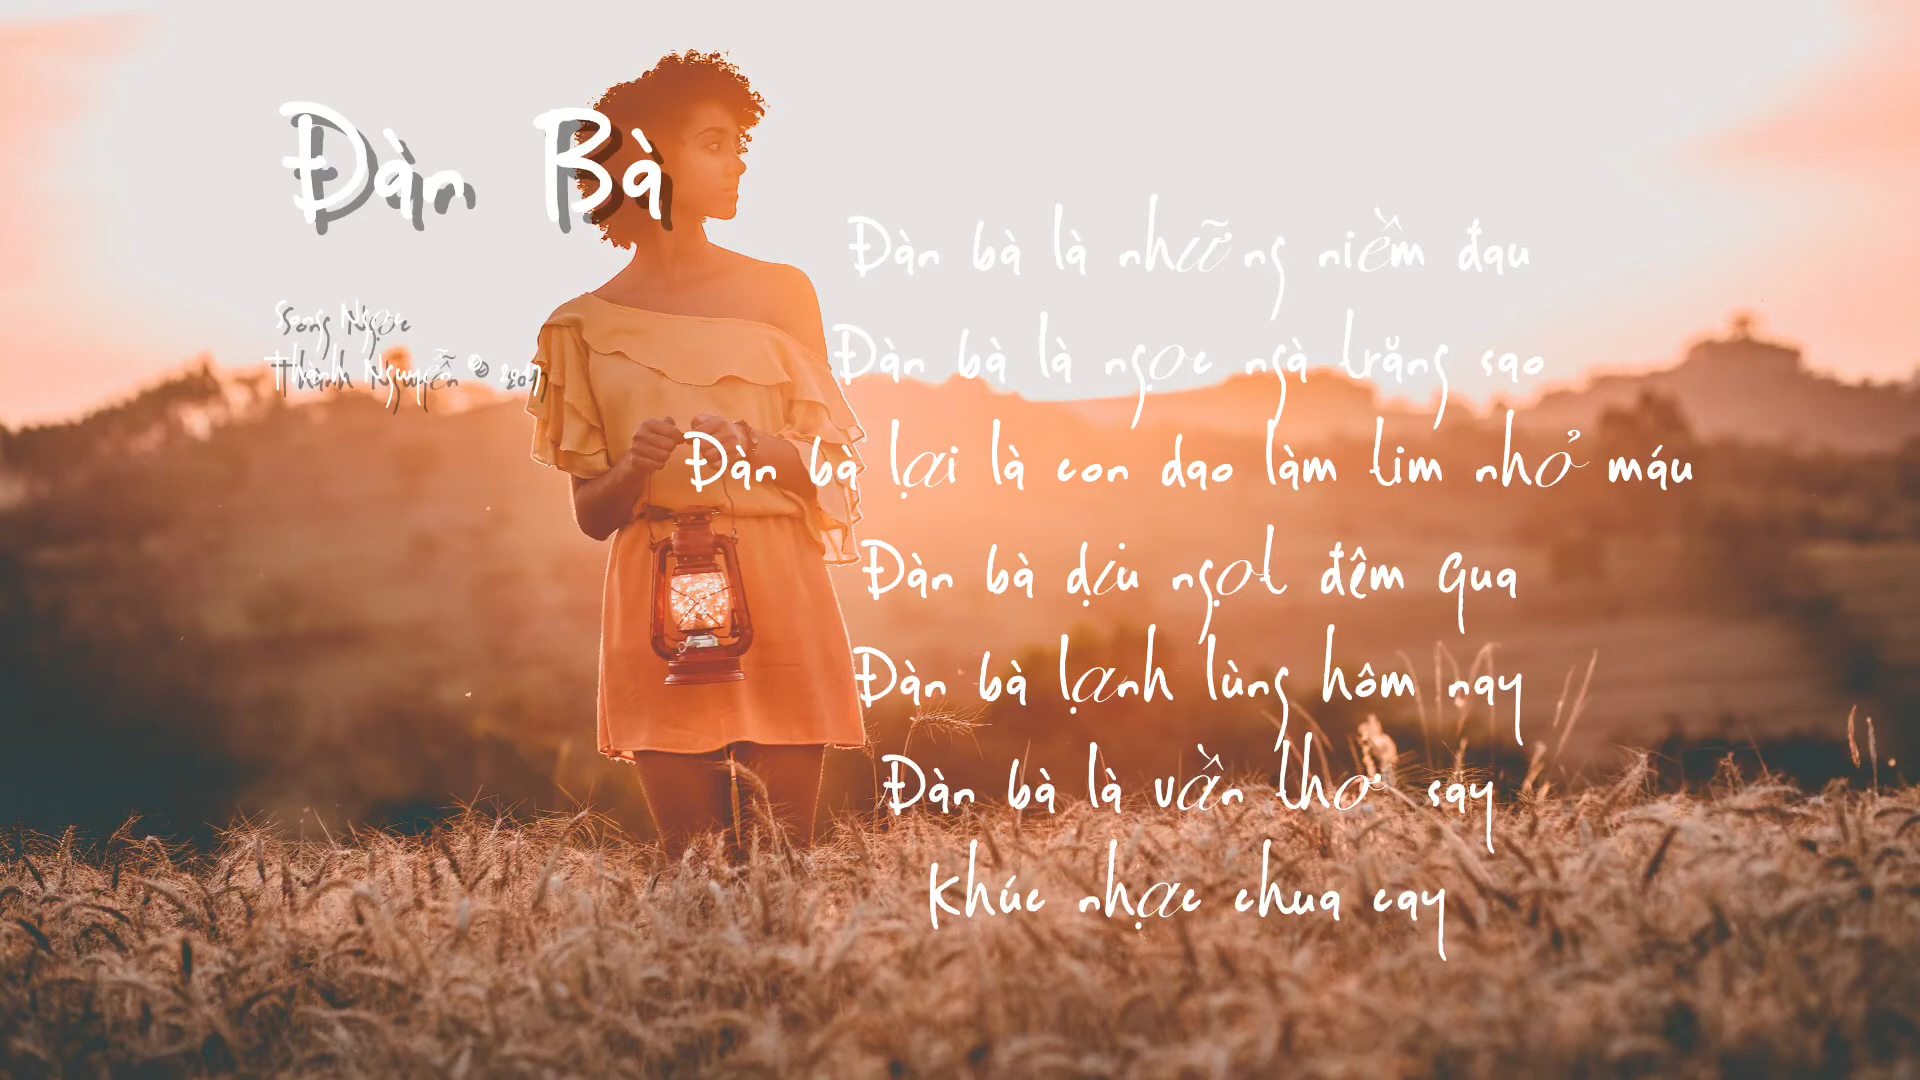 Đàn Bà
Song Ngọc
Thành Nguyễn © 2017
Đàn bà là những niềm đau
Đàn bà là ngọc ngà trăng sao
Đàn bà lại là con dao làm tim nhỏ máu
Đàn bà dịu ngọt đêm qua
Đàn bà lạnh lùng hôm nay
Đàn bà là vần thơ say
Khúc nhạc chua cay